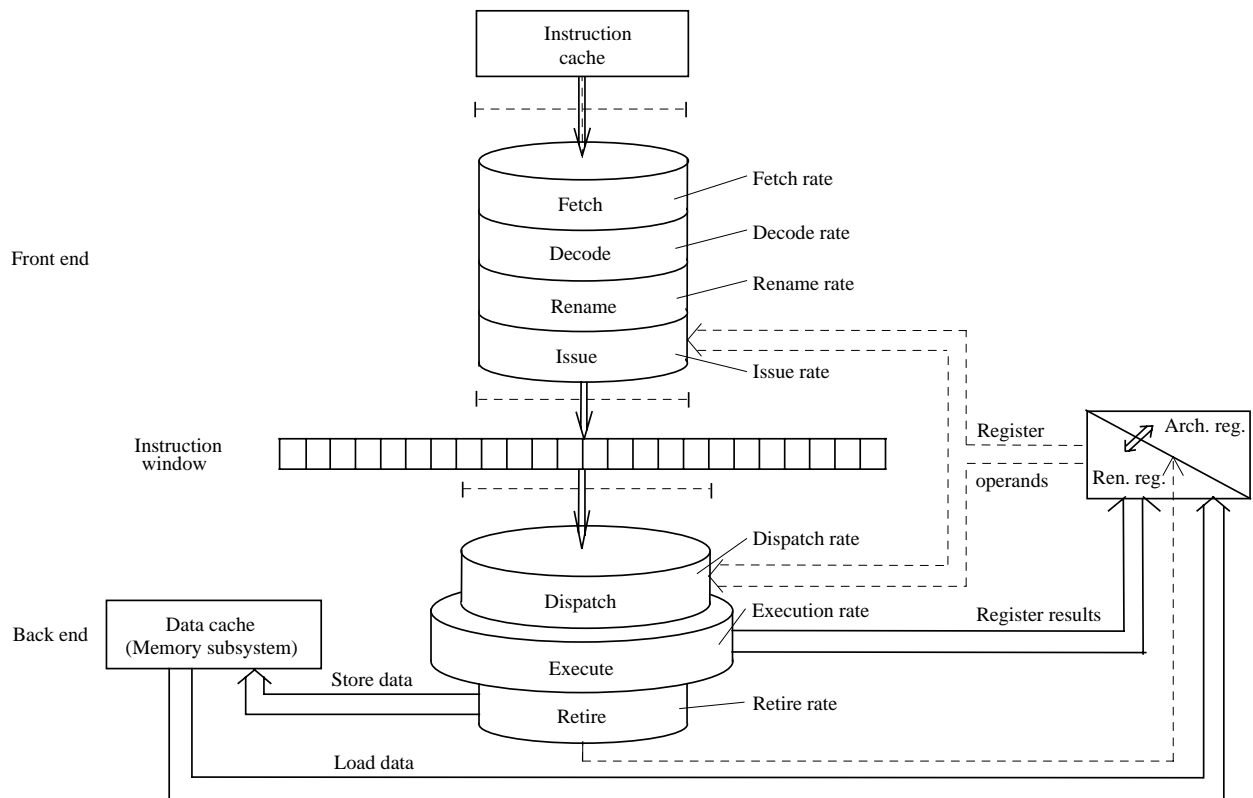 Instruction
cache
Fetch rate
Fetch
Decode rate
Decode
Front end
Rename rate
Rename
Issue
Issue rate
Instruction
window
Register
operands
Arch. reg.
Ren. reg.
Dispatch rate
Dispatch
Execution rate
Back end
Data cache
(Memory subsystem)
Register results
Execute
Store data
Retire rate
Retire
Load data